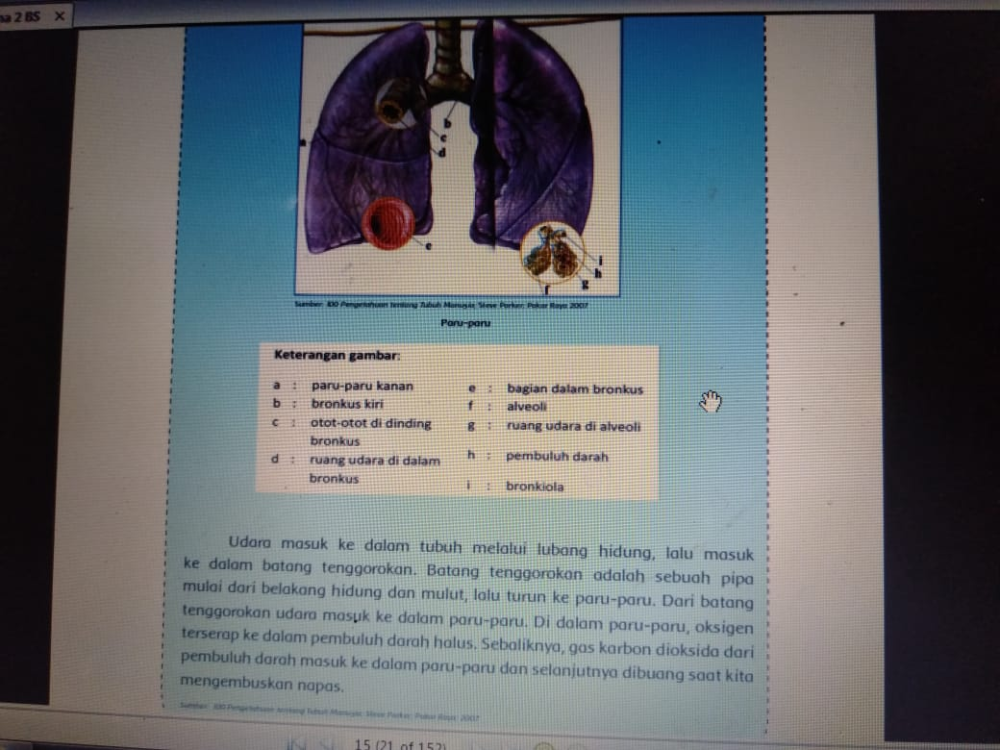 2 BS X
a
b
c
d
e
f
g
h
i
Sumber: 100 Pengetahuan tentang Tubuh Manusia; Steve Parker; Pakar Raya 2007
Paru-paru
Keterangan gambar:
a : paru-paru kanan
b : bronkus kiri
c : otot-otot di dinding
bronkus
d : ruang udara di dalam
bronkus
e : bagian dalam bronkus
f : alveoli
g : ruang udara di alveoli
h : pembuluh darah
i : bronkiola
Udara masuk ke dalam tubuh melalui lubang hidung, lalu masuk
ke dalam batang tenggorokan. Batang tenggorokan adalah sebuah pipa
mulai dari belakang hidung dan mulut, lalu turun ke paru-paru. Dari batang
tenggorokan udara masuk ke dalam paru-paru. Di dalam paru-paru, oksigen
terserap ke dalam pembuluh darah halus. Sebaliknya, gas karbon dioksida dari
pembuluh darah masuk ke dalam paru-paru dan selanjutnya dibuang saat kita
mengembuskan napas.
Sumber: 100 Pengetahuan tentang Tubuh Manusia; Steve Parker; Pakar Raya; 2007
15 (21 of 152)